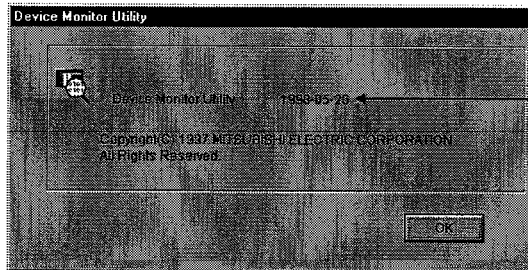 Device Monitor Utility
Device Monitor Utility 1998-05-20
Copyright(C) 1997 MITSUBISHI ELECTRIC CORPORATION
All Rights Reserved.
OK